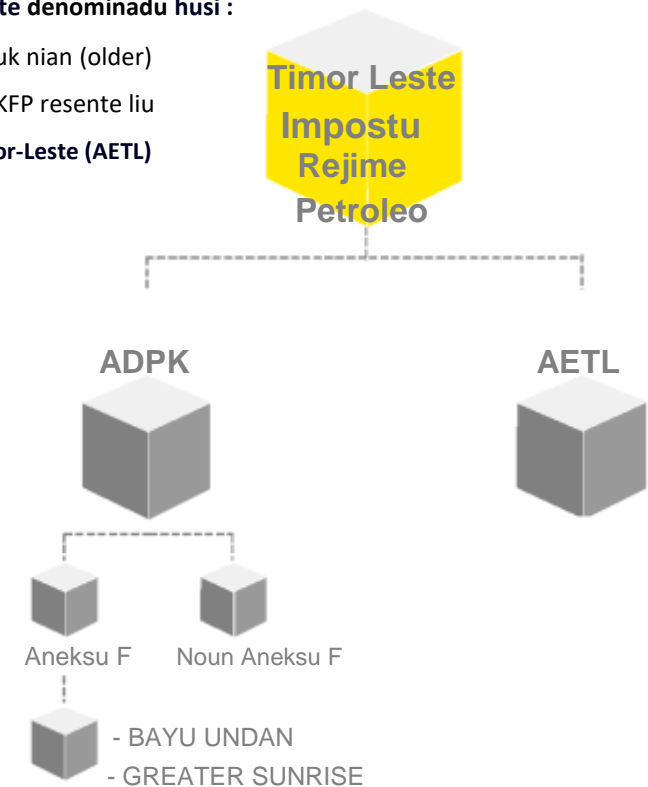 te denominadu husi :
uk nian (older)
KFP resente liu
or-Leste (AETL)
Timor Leste
Impostu
Rejime
Petroleo
ADPK
AETL
Aneksu F
Noun Aneksu F
- BAYU UNDAN
- GREATER SUNRISE